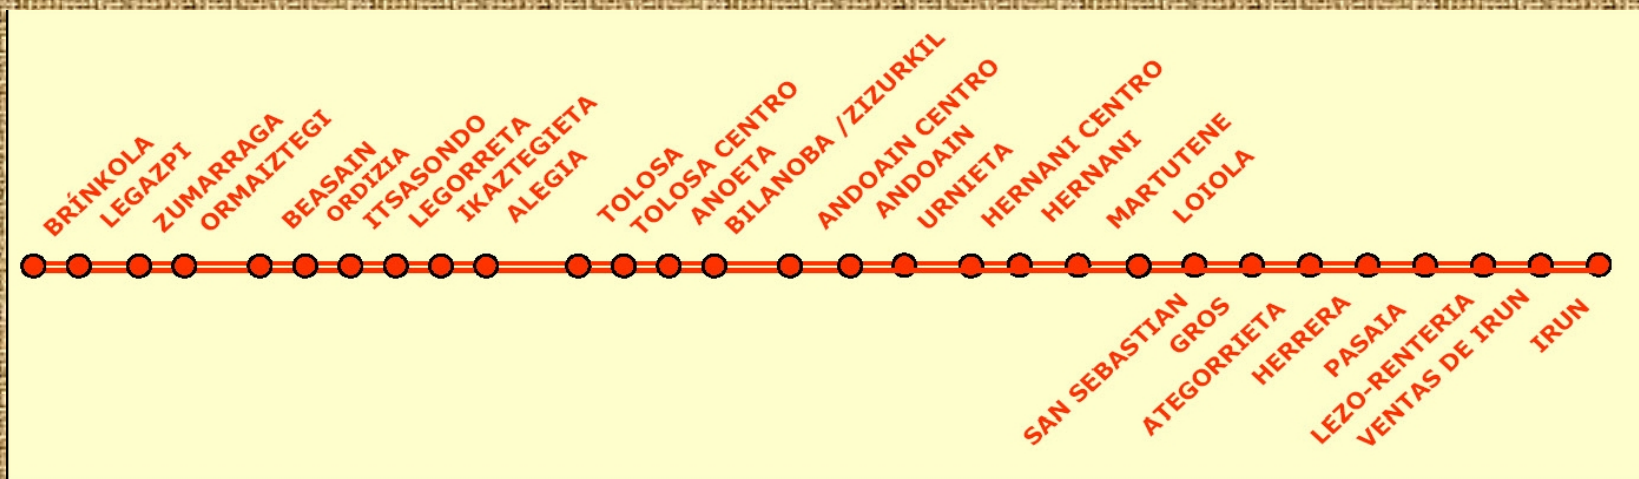 BRÍNKOLA
LEGAZPI
ZUMARRAGA
ORMAIZTEGI
BEASAIN
ORDIZIA
ITSASONDO
LEGORRETA
IKAZTEGIETA
ALEGIA
TOLOSA
TOLOSA CENTRO
ANOETA
BILANOBA /ZIZURKIL
ANDOAIN CENTRO
ANDOAIN
URNIETA
HERNANI CENTRO
HERNANI
MARTUTENE
LOIOLA
SAN SEBASTIAN
GROS
ATEGORRIETA
HERRERA
PASAIA
LEZO-RENTERIA
VENTAS DE IRUN
IRUN